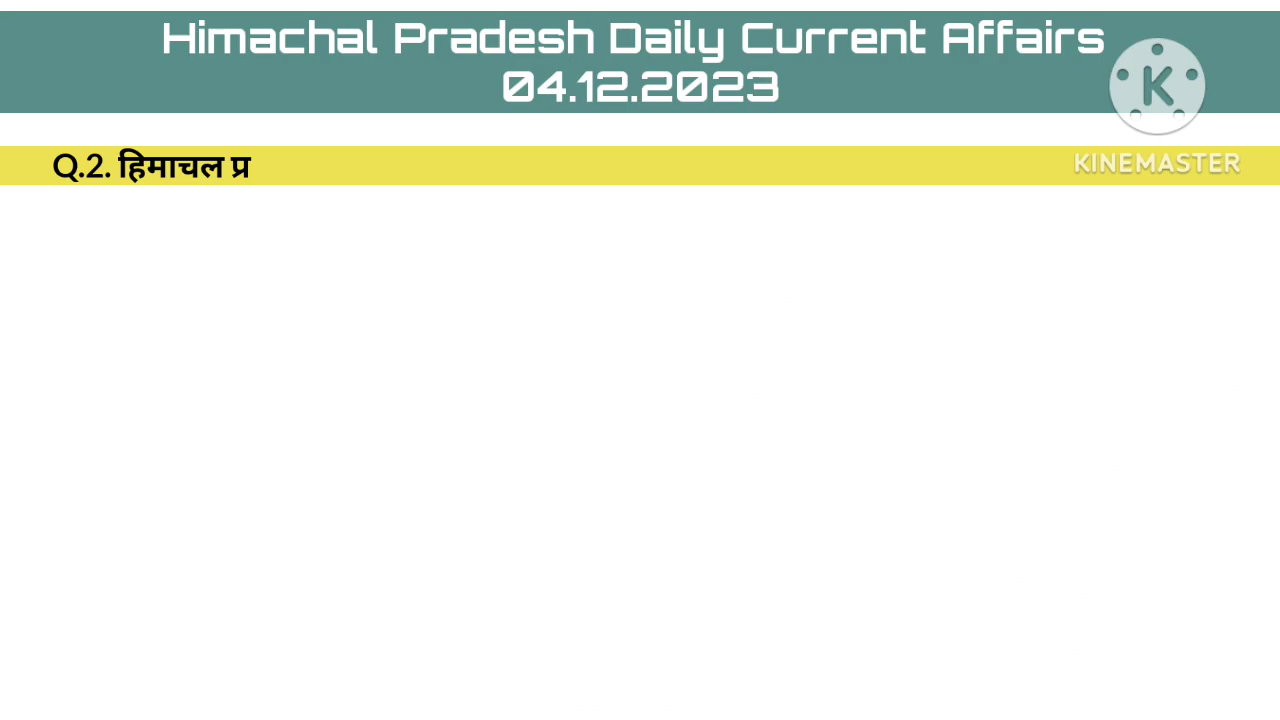 Himachal Pradesh Daily Current Affairs
04.12.2023
K
KINEMASTER
Q.2. हिमाचल प्र